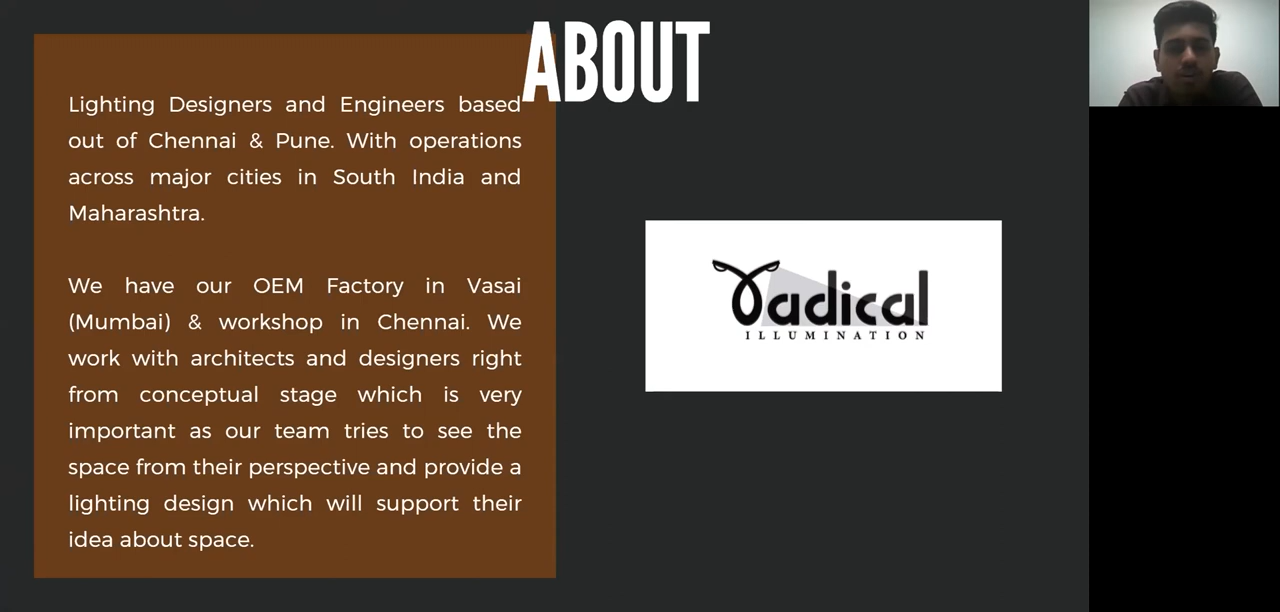 ABOUT
Lighting Designers and Engineers based
out of Chennai & Pune. With operations
across major cities in South India and
Maharashtra.
We have our OEM Factory in Vasai
(Mumbai) & workshop in Chennai. We
work with architects and designers right
from conceptual stage which is very
important as our team tries to see the
space from their perspective and provide a
lighting design which will support their
idea about space.
radical
ILLUMINATION